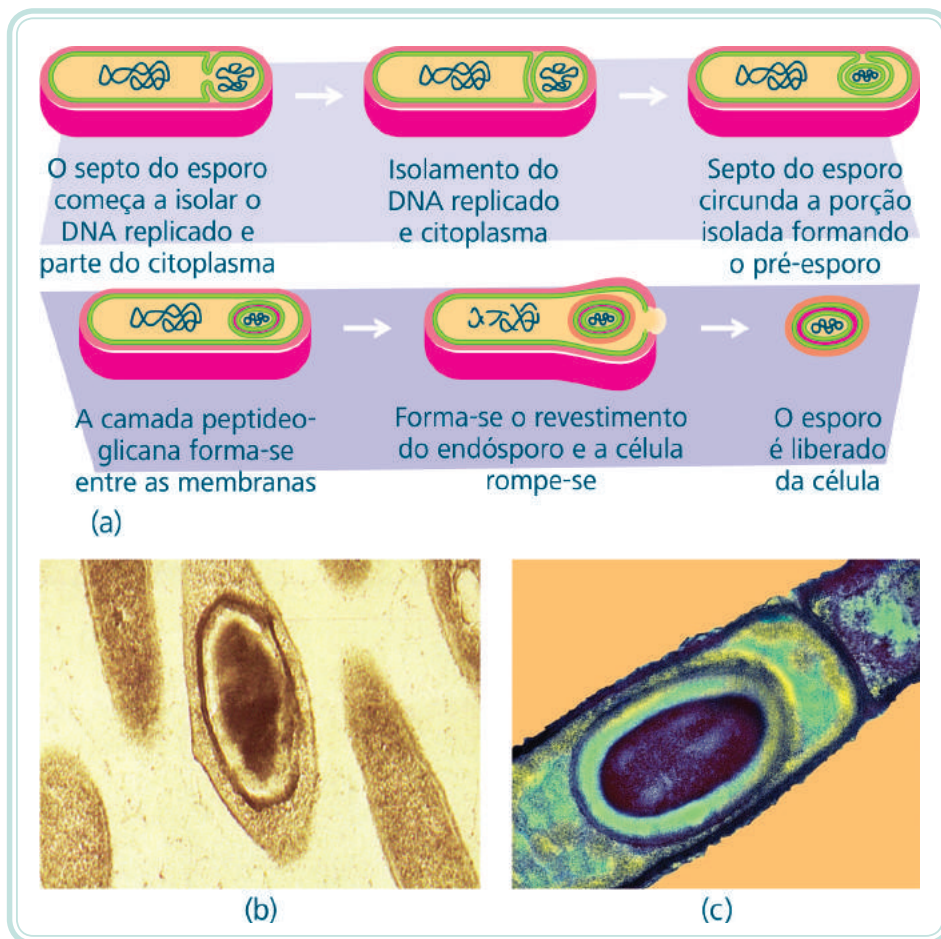 O septo do esporo
começa a isolar o
DNA replicado e
parte do citoplasma
Isolamento do
DNA replicado
e citoplasma
Septo do esporo
circunda a porção
isolada formando
o pré-esporo
A camada peptideo-
glicana forma-se
entre as membranas
Forma-se o revestimento
do endósporo e a célula
rompe-se
O esporo
é liberado
da célula
(a)
(b)
(c)